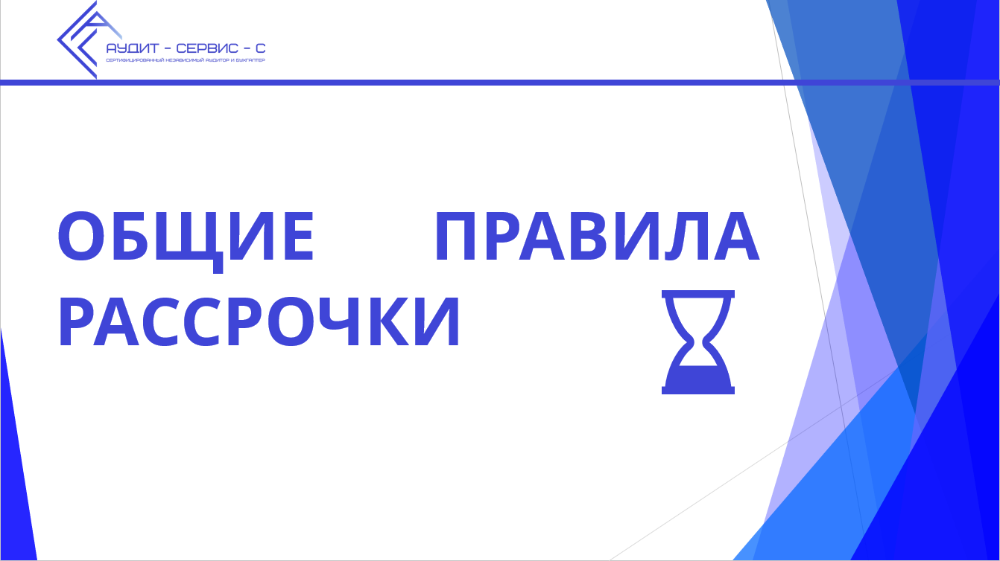 АУДИТ - СЕРВИС - С
СЕРТИФИЦИРОВАННЫЙ НЕЗАВИСИМЫЙ АУДИТОР И БУХГАЛТЕР
ОБЩИЕ ПРАВИЛА
РАССРОЧКИ